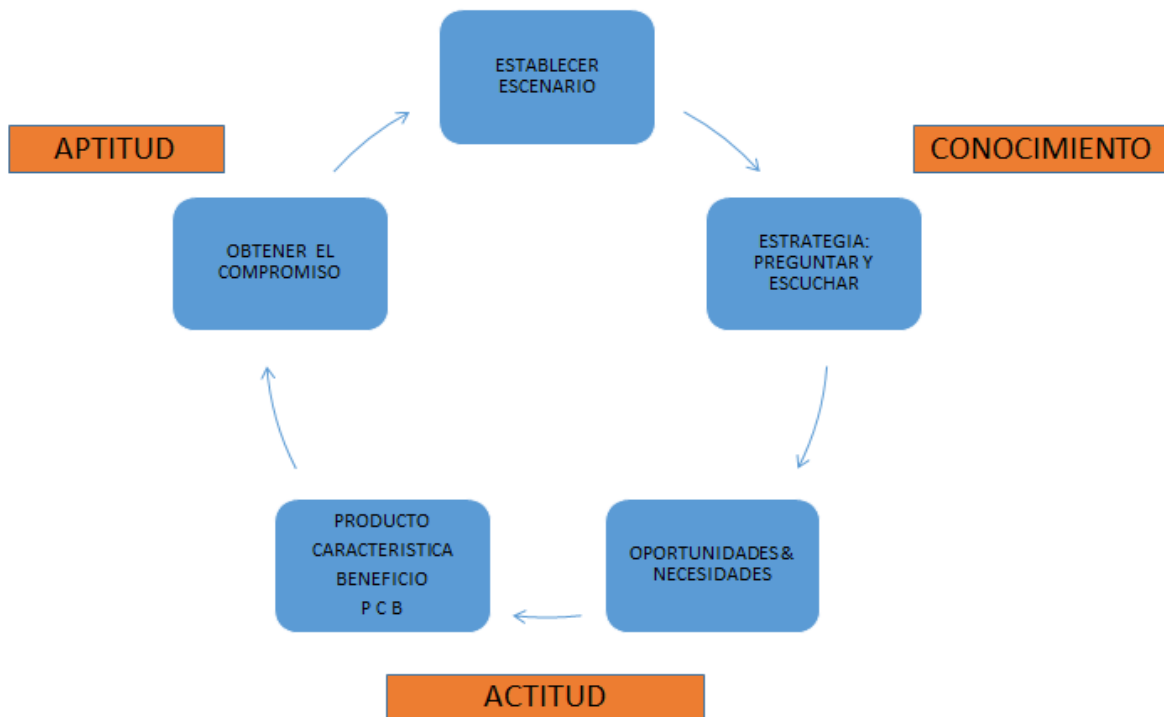 ESTABLECER
ESCENARIO
APTITUD
CONOCIMIENTO
OBTENER EL
COMPROMISO
ESTRATEGIA:
PREGUNTAR Y
ESCUCHAR
PRODUCTO
CARACTERISTICA
BENEFICIO
P C B
OPORTUNIDADES&
NECESIDADES
ACTITUD